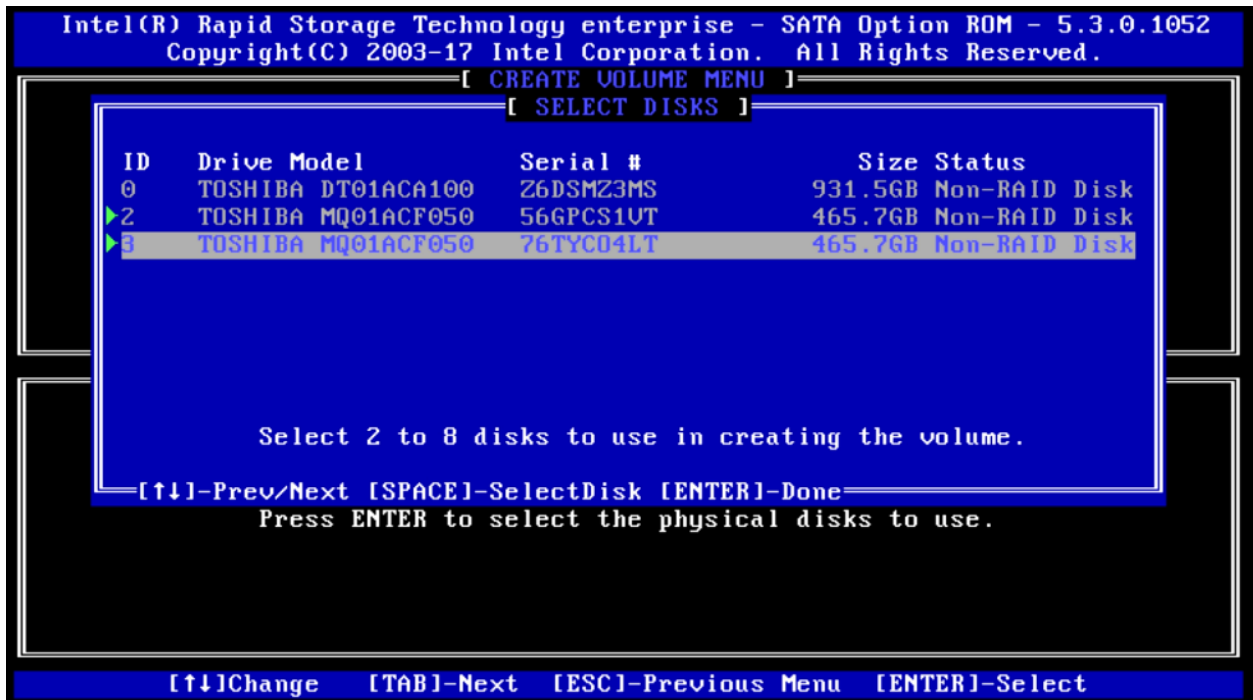 Intel(R) Rapid Storage Technology enterprise - SATA Option ROM - 5.3.0.1052
Copyright(C) 2003-17 Intel Corporation. All Rights Reserved.
[ CREATE VOLUME MENU ]
[ SELECT DISKS ]
ID Drive Model Serial # Size Status
0 TOSHIBA DT01ACA100 Z6DSMZ3MS 931.5GB Non-RAID Disk
2 TOSHIBA MQ01ACF050 56GPCS1VT 465.7GB Non-RAID Disk
3 TOSHIBA MQ01ACF050 76TYCO4LT 465.7GB Non-RAID Disk
Select 2 to 8 disks to use in creating the volume.
[↑↓]-Prev/Next [SPACE]-SelectDisk [ENTER]-Done
Press ENTER to select the physical disks to use.
[↑↓]Change [TAB]-Next [ESC]-Previous Menu [ENTER]-Select